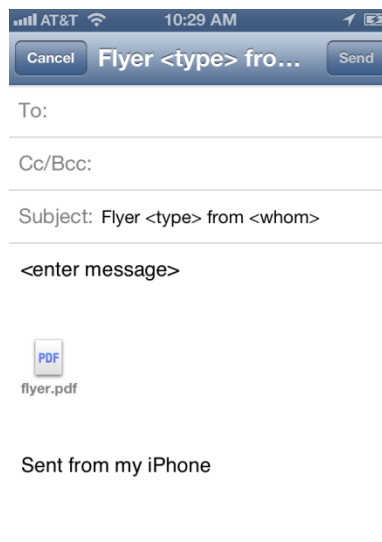 AT&T 10:29 AM
Cancel Flyer <type> fro... Send
To:
Cc/Bcc:
Subject: Flyer <type> from <whom>
<enter message>
PDF
flyer.pdf
Sent from my iPhone